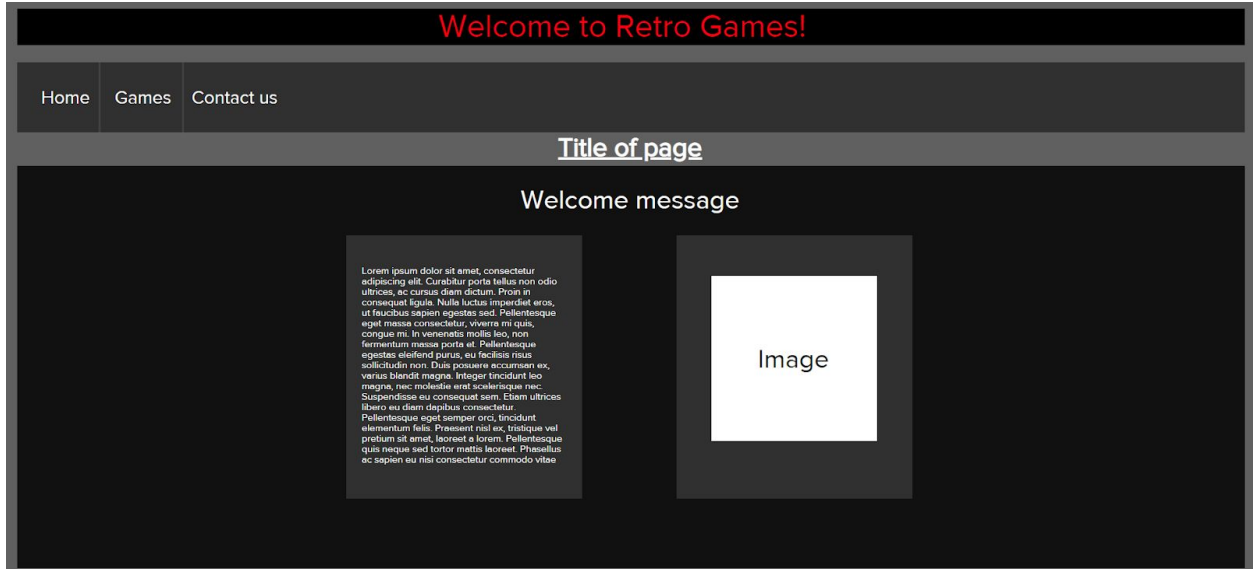 Welcome to Retro Games!
Home Games Contact us
Title of page
Welcome message
Lorem ipsum dolor sit amet, consectetur
adipiscing elit. Curabitur porta tellus non odio
ultrices, ac cursus diam dictum. Proin in
consequat ligula. Nulla luctus imperdiet eros,
ut faucibus sapien egestas sed. Pellentesque
eget massa consectetur, viverra mi quis,
congue mi. In venenatis mollis leo, non
fermentum massa porta et. Pellentesque
egestas eleifend purus, eu facilisis risus
sollicitudin non. Duis posuere accumsan ex,
varius blandit magna. Integer tincidunt leo
magna, nec molestie erat scelerisque nec.
Suspendisse eu consequat sem. Etiam ultrices
libero eu diam dapibus consectetur.
Pellentesque eget semper orci, tincidunt
elementum felis. Praesent nisl ex, tristique vel
pretium sit amet, laoreet a lorem. Pellentesque
quis neque sed tortor mattis laoreet. Phasellus
ac sapien eu nisi consectetur commodo vitae
Image